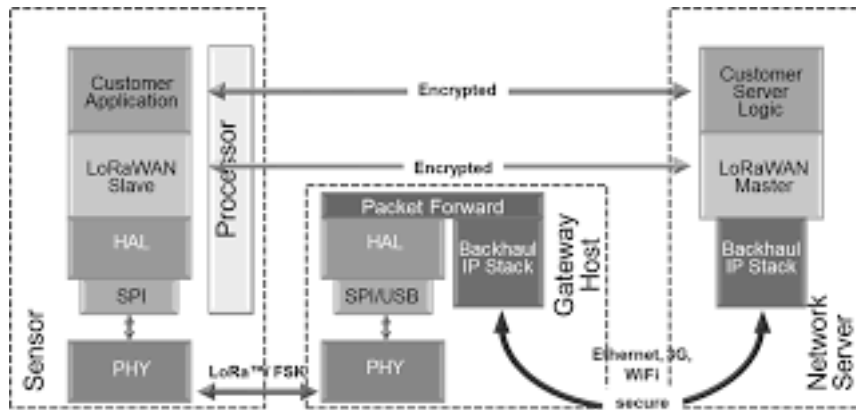 Customer
Application
LoRaWAN
Slave
HAL
SPI
PHY
Processor
Sensor
Encrypted
Encrypted
LoRa™/ FSK
Packet Forward
HAL
SPI/USB
PHY
Backhaul
IP Stack
Gateway
Host
Ethernet, 3G,
WiFi
secure
Customer
Server
Logic
LoRaWAN
Master
Backhaul
IP Stack
Network
Server